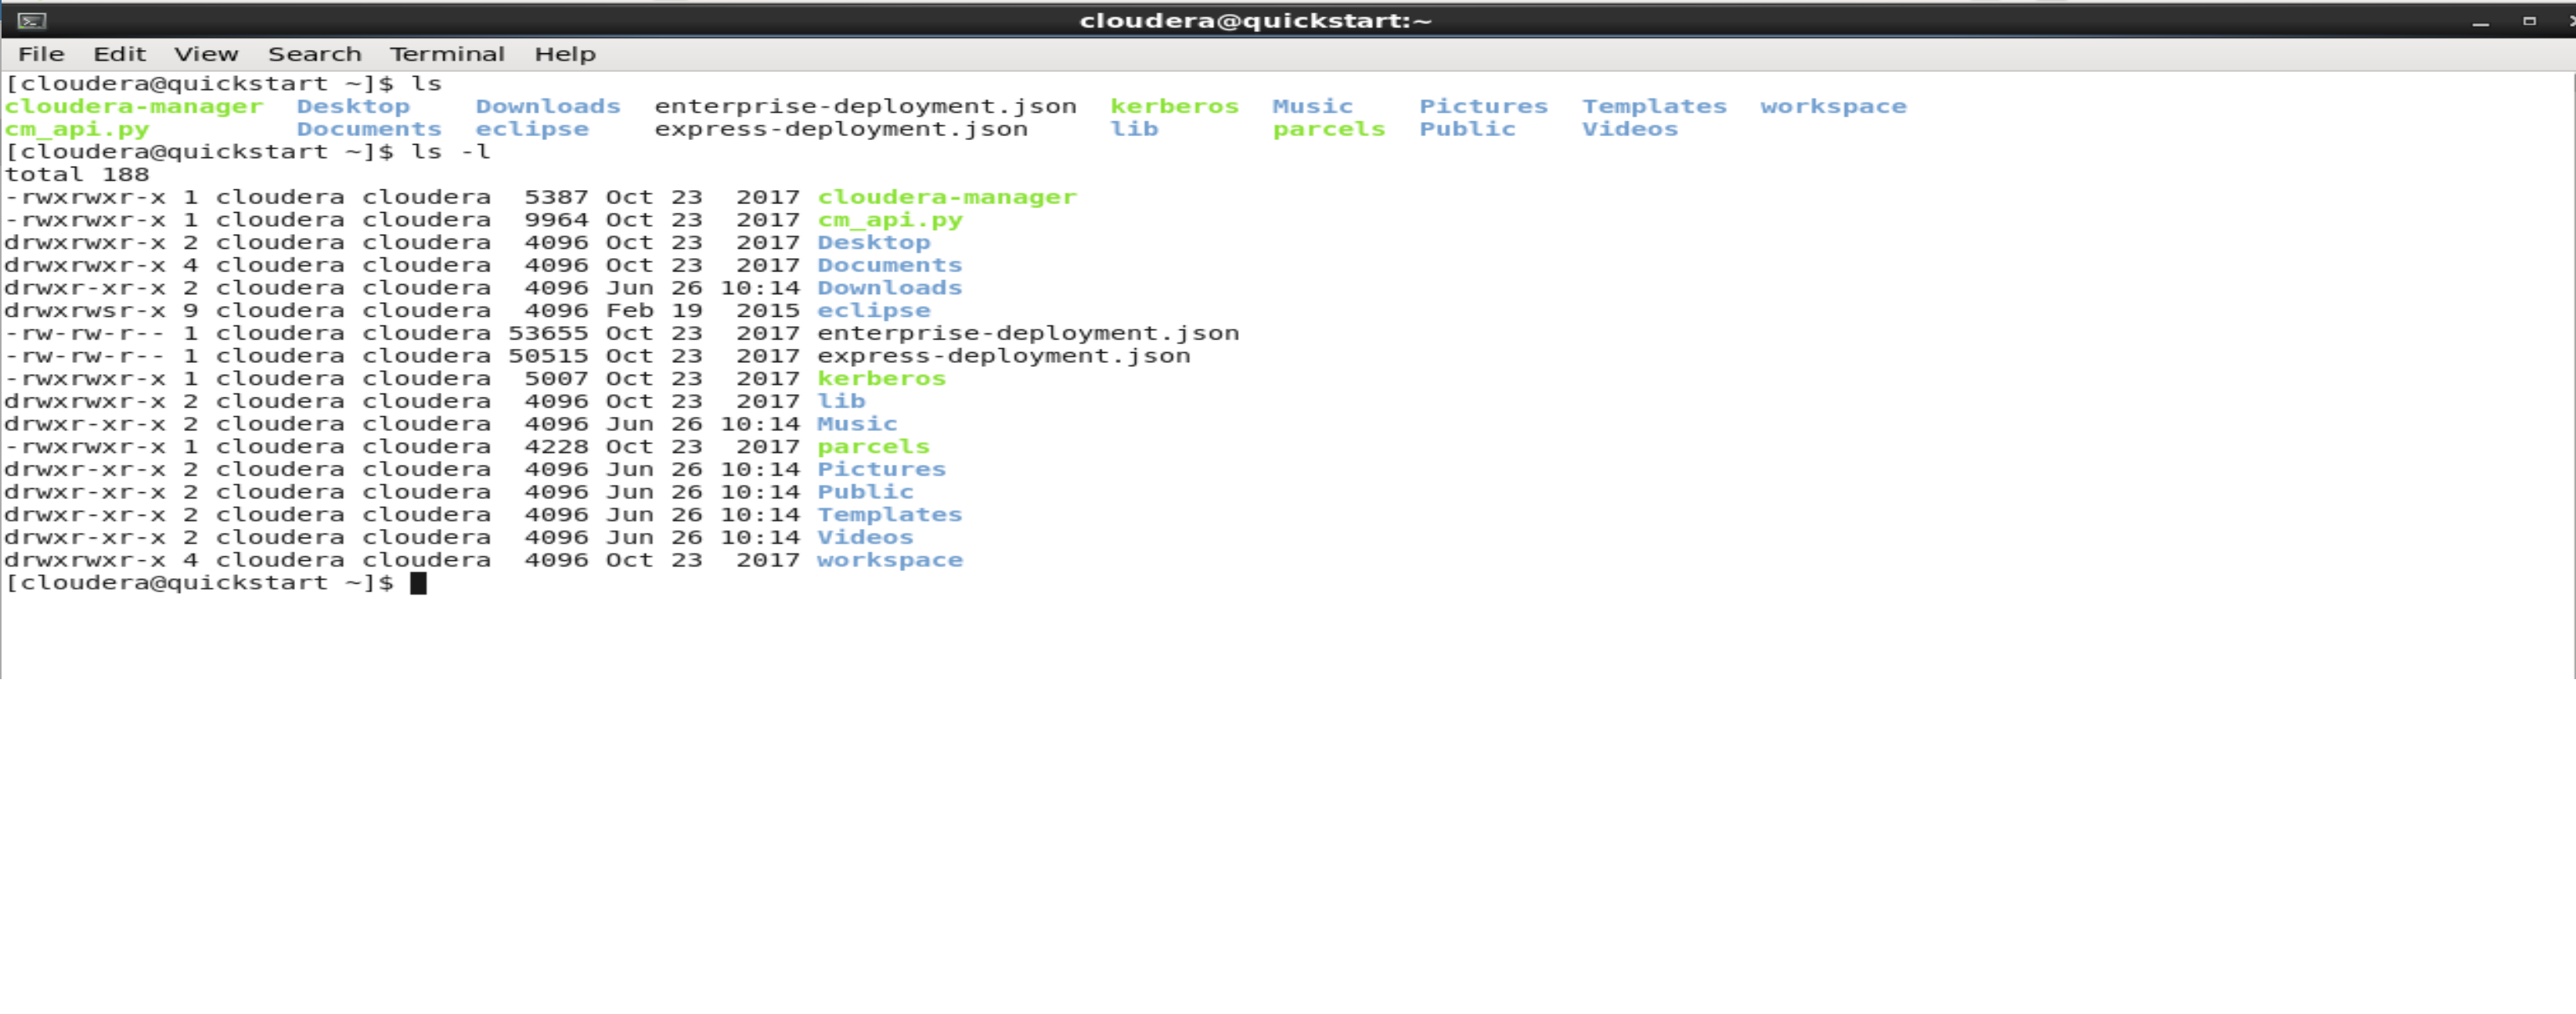 cloudera@quickstart:~
File Edit View Search Terminal Help
[cloudera@quickstart ~]$ ls
cloudera-manager  Desktop    Downloads  enterprise-deployment.json  kerberos  Music    Pictures  Templates  workspace
cm_api.py         Documents  eclipse    express-deployment.json     lib       parcels  Public    Videos
[cloudera@quickstart ~]$ ls -l
total 188
-rwxrwxr-x 1 cloudera cloudera  5387 Oct 23  2017 cloudera-manager
-rwxrwxr-x 1 cloudera cloudera  9964 Oct 23  2017 cm_api.py
drwxrwxr-x 2 cloudera cloudera  4096 Oct 23  2017 Desktop
drwxrwxr-x 4 cloudera cloudera  4096 Oct 23  2017 Documents
drwxr-xr-x 2 cloudera cloudera  4096 Jun 26 10:14 Downloads
drwxrwsr-x 9 cloudera cloudera  4096 Feb 19  2015 eclipse
-rw-rw-r-- 1 cloudera cloudera 53655 Oct 23  2017 enterprise-deployment.json
-rw-rw-r-- 1 cloudera cloudera 50515 Oct 23  2017 express-deployment.json
-rwxrwxr-x 1 cloudera cloudera  5007 Oct 23  2017 kerberos
drwxrwxr-x 2 cloudera cloudera  4096 Oct 23  2017 lib
drwxr-xr-x 2 cloudera cloudera  4096 Jun 26 10:14 Music
-rwxrwxr-x 1 cloudera cloudera  4228 Oct 23  2017 parcels
drwxr-xr-x 2 cloudera cloudera  4096 Jun 26 10:14 Pictures
drwxr-xr-x 2 cloudera cloudera  4096 Jun 26 10:14 Public
drwxr-xr-x 2 cloudera cloudera  4096 Jun 26 10:14 Templates
drwxr-xr-x 2 cloudera cloudera  4096 Jun 26 10:14 Videos
drwxrwxr-x 4 cloudera cloudera  4096 Oct 23  2017 workspace
[cloudera@quickstart ~]$